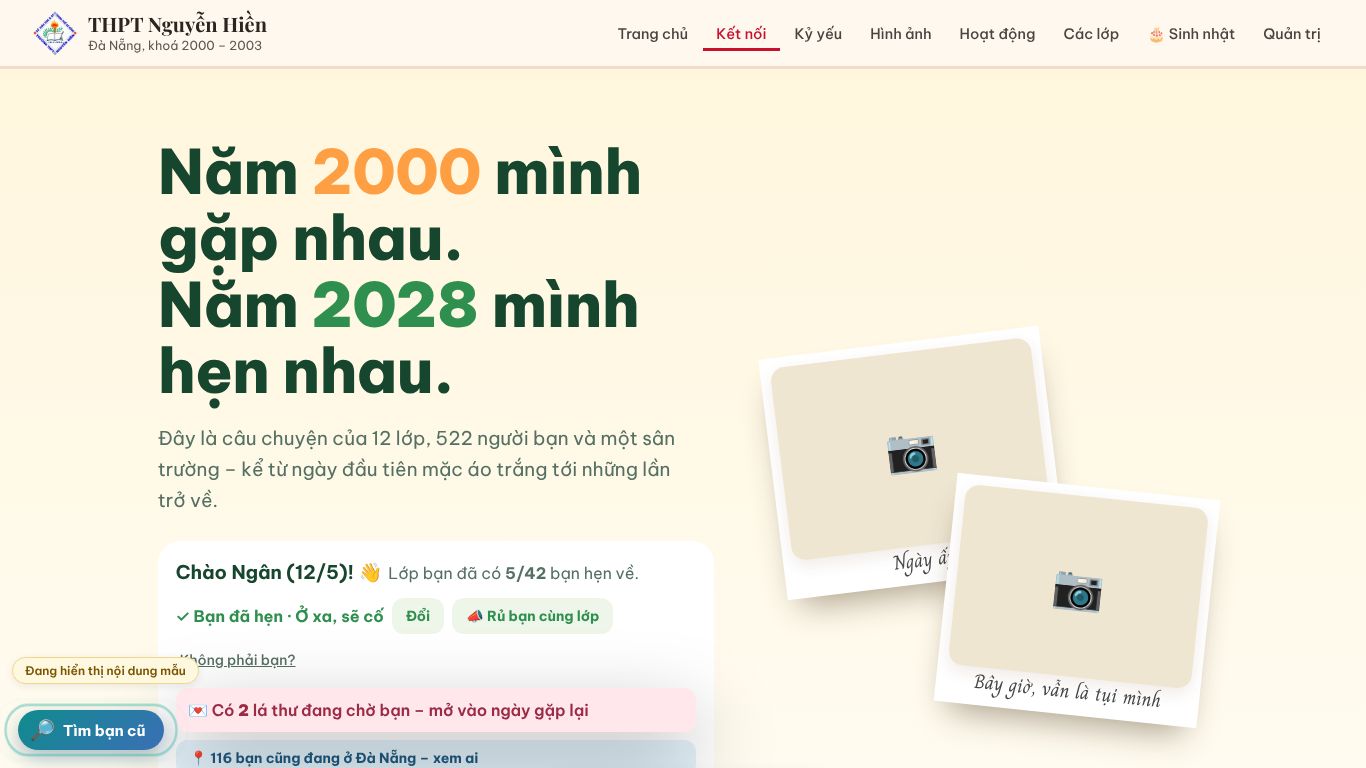 THPT Nguyễn Hiền
Đà Nẵng, khoá 2000 – 2003
Trang chủ
Kết nối
Kỷ yếu
Hình ảnh
Hoạt động
Các lớp
🎂 Sinh nhật
Quản trị
Năm 2000 mình
gặp nhau.
Năm 2028 mình
hẹn nhau.
Đây là câu chuyện của 12 lớp, 522 người bạn và một sân
trường – kể từ ngày đầu tiên mặc áo trắng tới những lần
trở về.
Chào Ngân (12/5)! 👋 Lớp bạn đã có 5/42 bạn hẹn về.
✓ Bạn đã hẹn · Ở xa, sẽ cố
Đổi
📣 Rủ bạn cùng lớp
Không phải bạn?
💌 Có 2 lá thư đang chờ bạn – mở vào ngày gặp lại
📍 116 bạn cũng đang ở Đà Nẵng – xem ai
Ngày
Bây giờ, vẫn là tụi mình
Đang hiển thị nội dung mẫu
🔎 Tìm bạn cũ